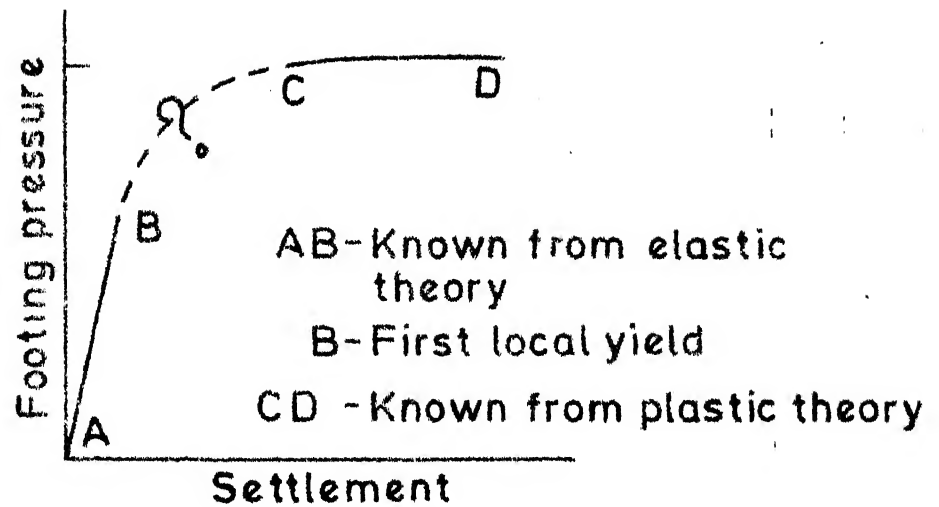 Footing pressure
C
D
B
AB-Known from elastic
theory
B-First local yield
CD -Known from plastic theory
A
Settlement